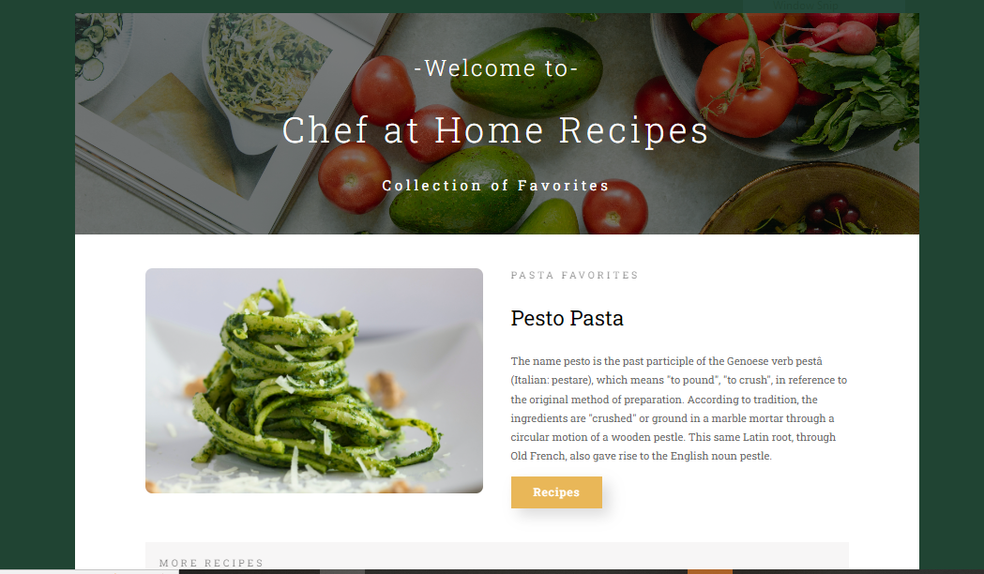 -Welcome to-
Chef at Home Recipes
Collection of Favorites
PASTA FAVORITES
Pesto Pasta
The name pesto is the past participle of the Genoese verb pestâ
(Italian: pestare), which means "to pound", "to crush", in reference to
the original method of preparation. According to tradition, the
ingredients are "crushed" or ground in a marble mortar through a
circular motion of a wooden pestle. This same Latin root, through
Old French, also gave rise to the English noun pestle.
Recipes
MORE RECIPES